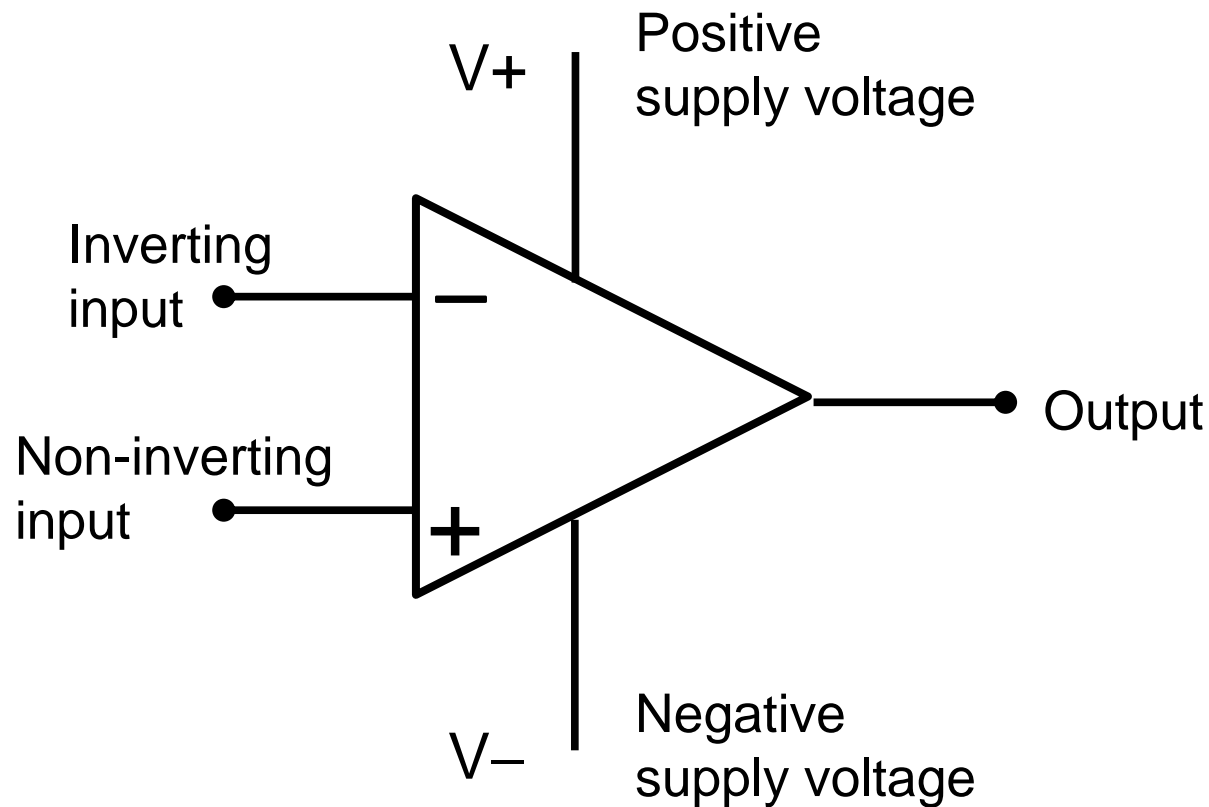 V+
Positive
supply voltage
Inverting
input
−
Non-inverting
input
+
Output
V−
Negative
supply voltage